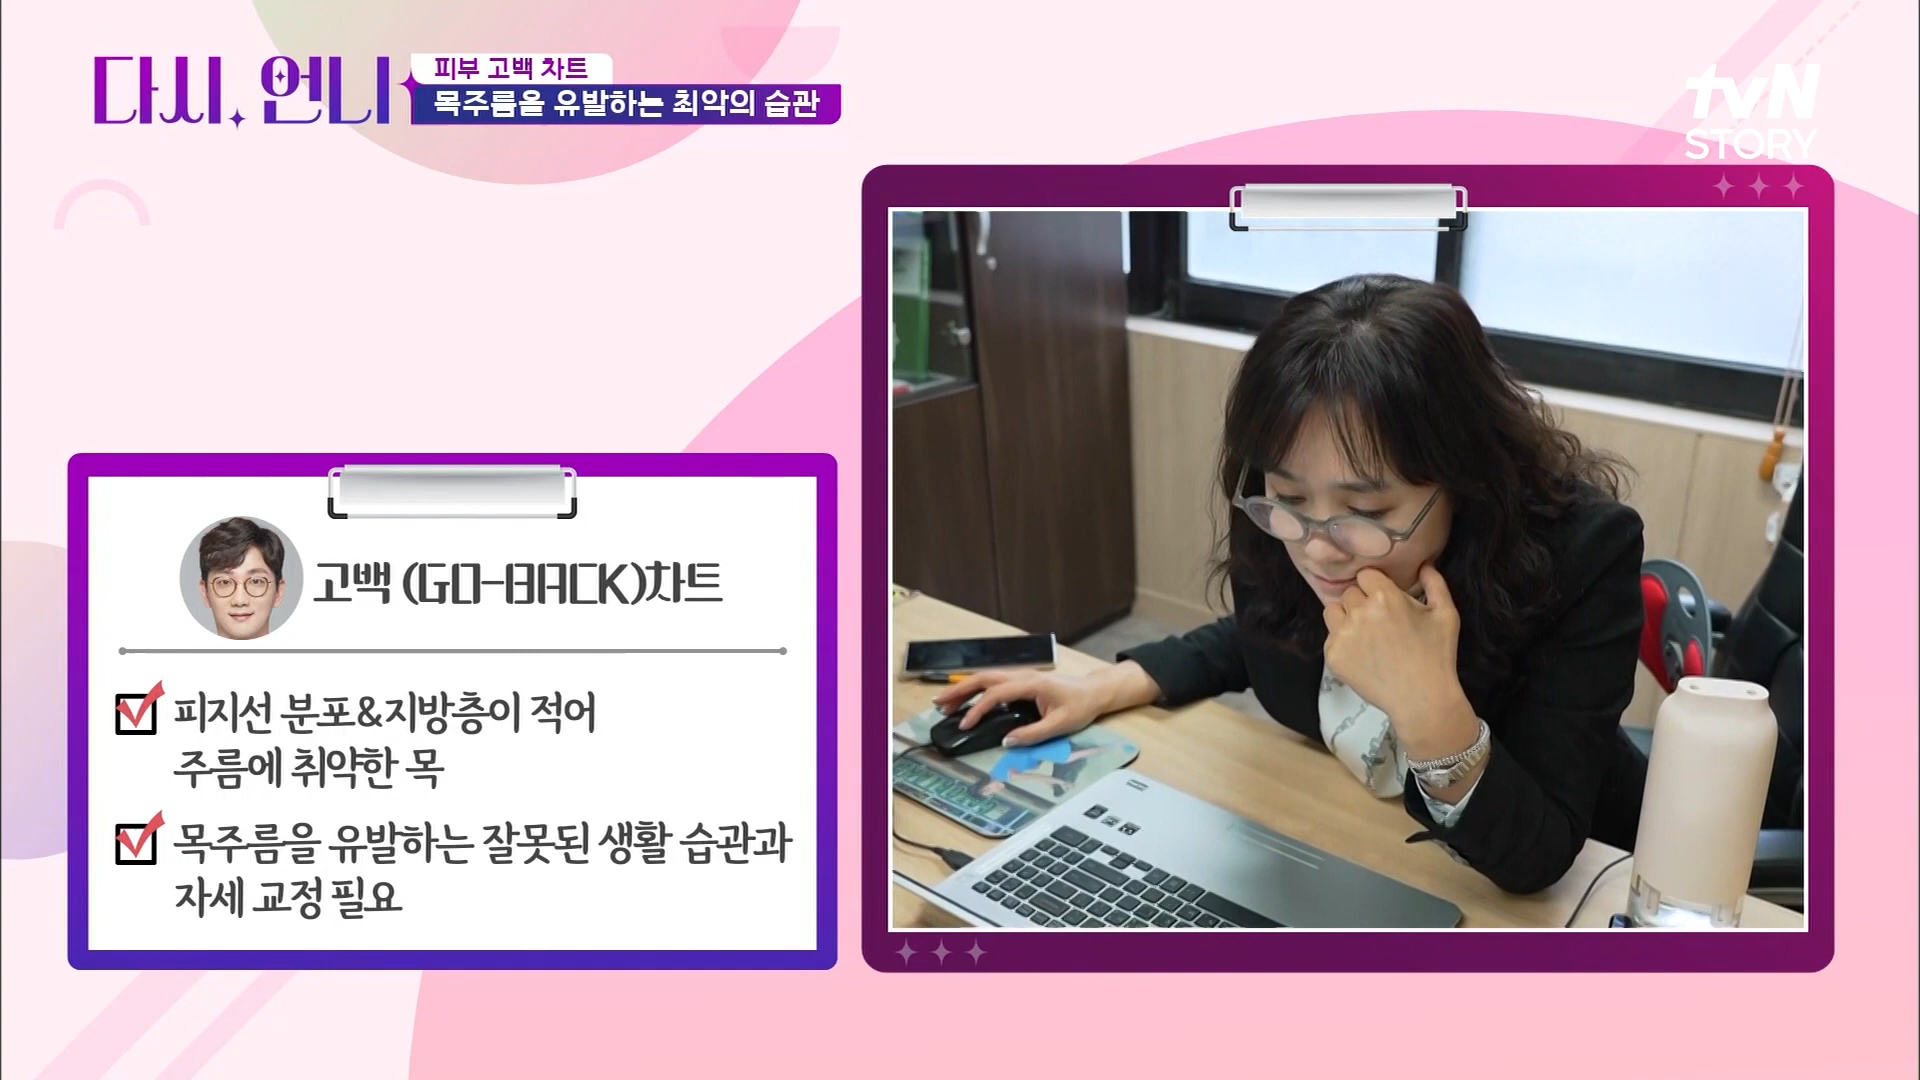 다시, 언니
피부 고백 차트
목주름을 유발하는 최악의 습관
tvN
STORY
고백 (GO-BACK)차트
피지선 분포&지방층이 적어
주름에 취약한 목
목주름을 유발하는 잘못된 생활 습관과
자세 교정 필요